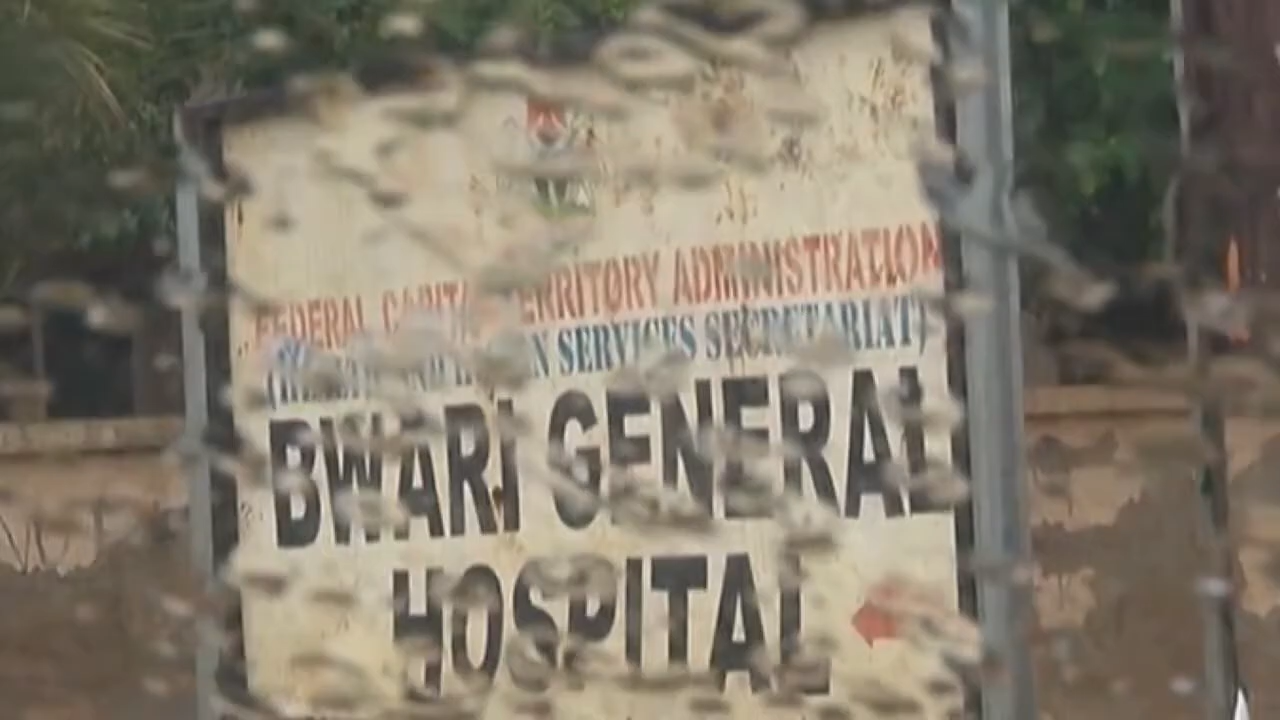 FEDERAL CAPITAL TERRITORY ADMINISTRATION
SERVICES SECRETARIAT)
BWARI GENERAL
HOSPITAL